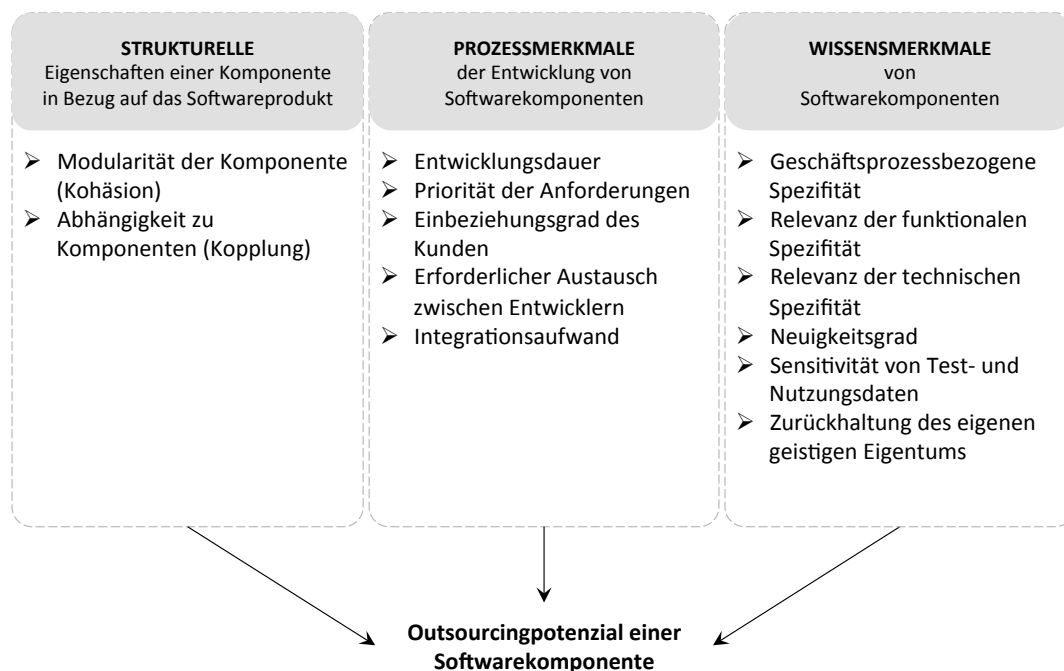 STRUKTURELLE
Eigenschaften einer Komponente
in Bezug auf das Softwareprodukt
➢ Modularität der Komponente
(Kohäsion)
➢ Abhängigkeit zu
Komponenten (Kopplung)
PROZESSMERKMALE
der Entwicklung von
Softwarekomponenten
➢ Entwicklungsdauer
➢ Priorität der Anforderungen
➢ Einbeziehungsgrad des
Kunden
➢ Erforderlicher Austausch
zwischen Entwicklern
➢ Integrationsaufwand
WISSENSMERKMALE
von
Softwarekomponenten
➢ Geschäftsprozessbezogene
Spezifität
➢ Relevanz der funktionalen
Spezifität
➢ Relevanz der technischen
Spezifität
➢ Neuigkeitsgrad
➢ Sensitivität von Test- und
Nutzungsdaten
➢ Zurückhaltung des eigenen
geistigen Eigentums
Outsourcingpotenzial einer
Softwarekomponente